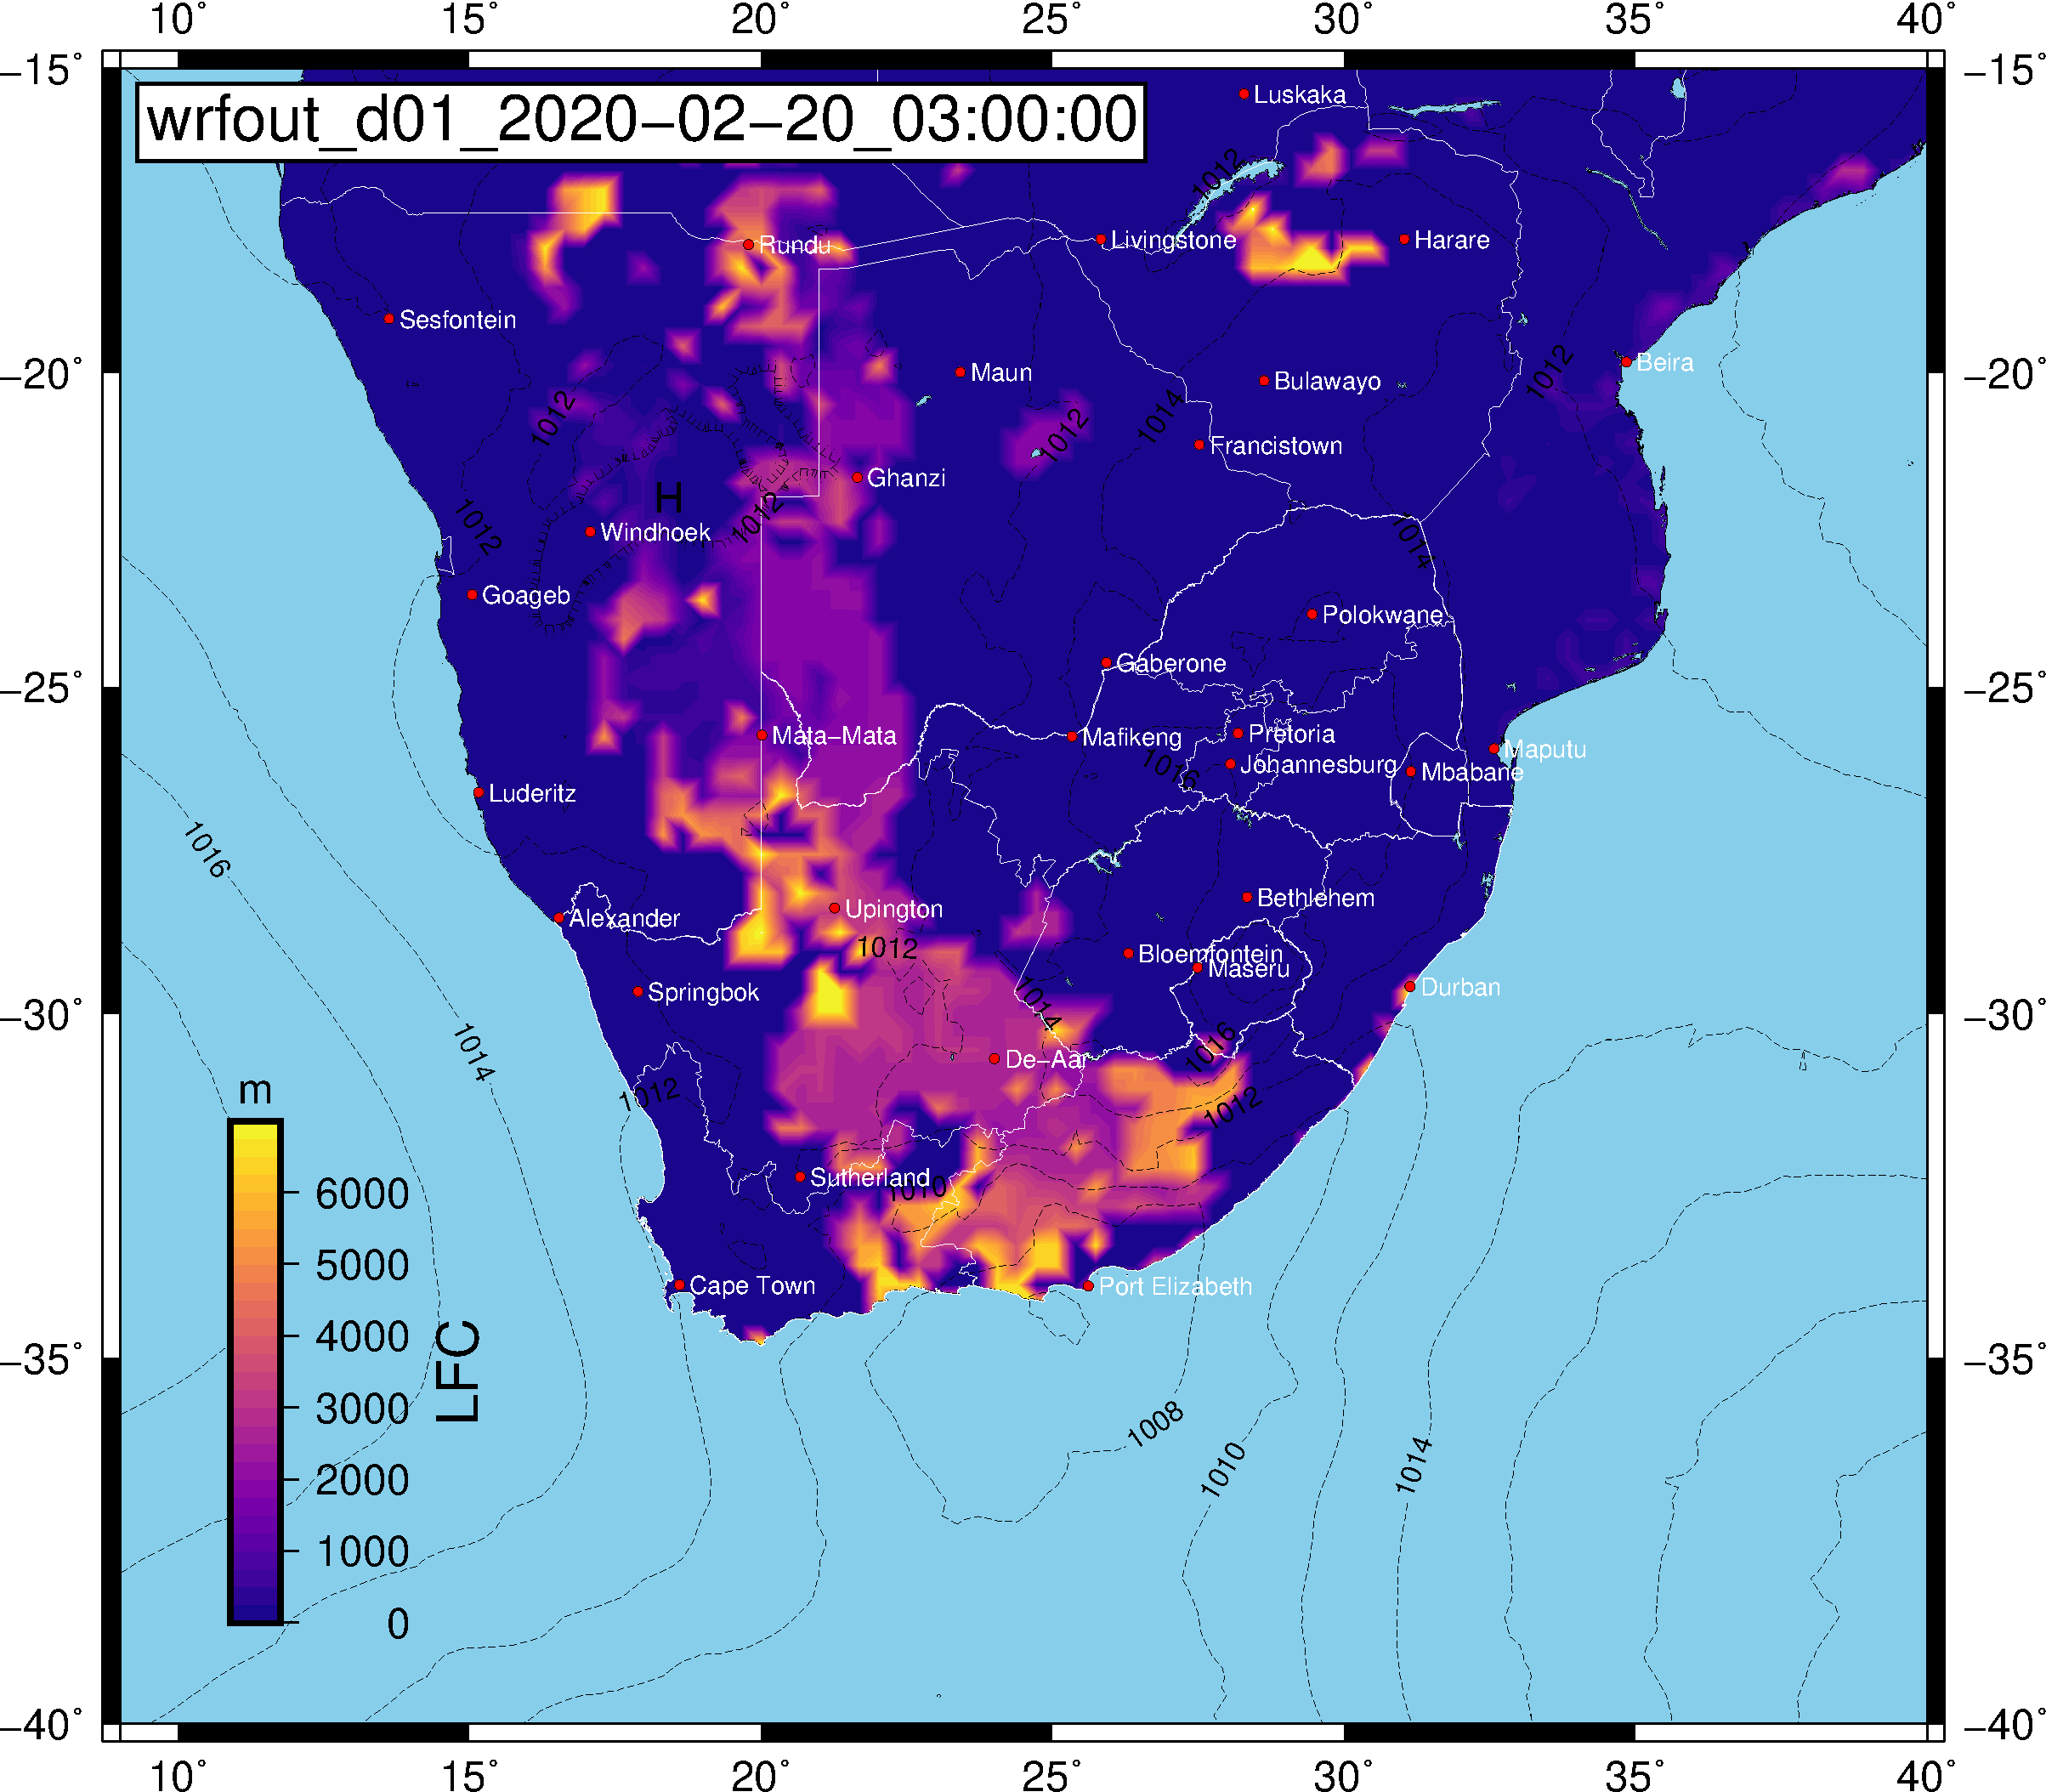 10° 15° 20° 25° 30° 35° 40°
−15° −15°
wrfout_d01_2020−02−20_03:00:00
Luskaka
1012
Rundu
Livingstone
Harare
Sesfontein
−20° −20°
Maun
Bulawayo
Beira
1012
1012
1012
1014
Francistown
Ghanzi
H
1012
1012
1014
Windhoek
Goageb
Polokwane
Gaberone
−25° −25°
Mata−Mata
Mafikeng
Pretoria
Maputu
1016
Johannesburg
Mbabane
Luderitz
1016
Bethlehem
Alexander
Upington
1012
Bloemfontein
Maseru
Springbok
1014
Durban
−30° −30°
1014
1016
De−Aar
1012
1012
m
Sutherland
1010
6000
5000
4000
3000
2000
1000
0
LFC
Cape Town
Port Elizabeth
−35° −35°
1008
1010
1014
−40° −40°
10° 15° 20° 25° 30° 35° 40°